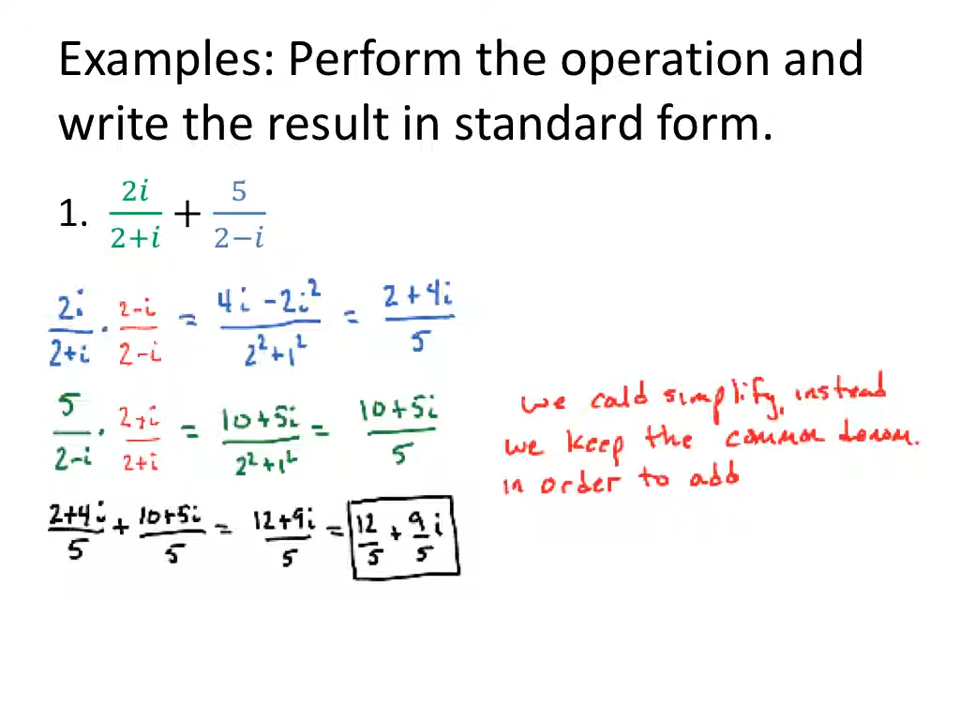 Examples: Perform the operation and
write the result in standard form.
1. 2i/(2+i) + 5/(2−i)
2i/(2+i) · (2-i)/(2-i) = (4i - 2i²)/(2² + 1²) = (2 + 4i)/5
5/(2-i) · (2+i)/(2+i) = (10+5i)/(2² + 1²) = (10+5i)/5
we cald simplify, instead
we keep the common denom.
in order to add
(2+4i)/5 + (10+5i)/5 = (12+9i)/5 = 12/5 + 9/5 i